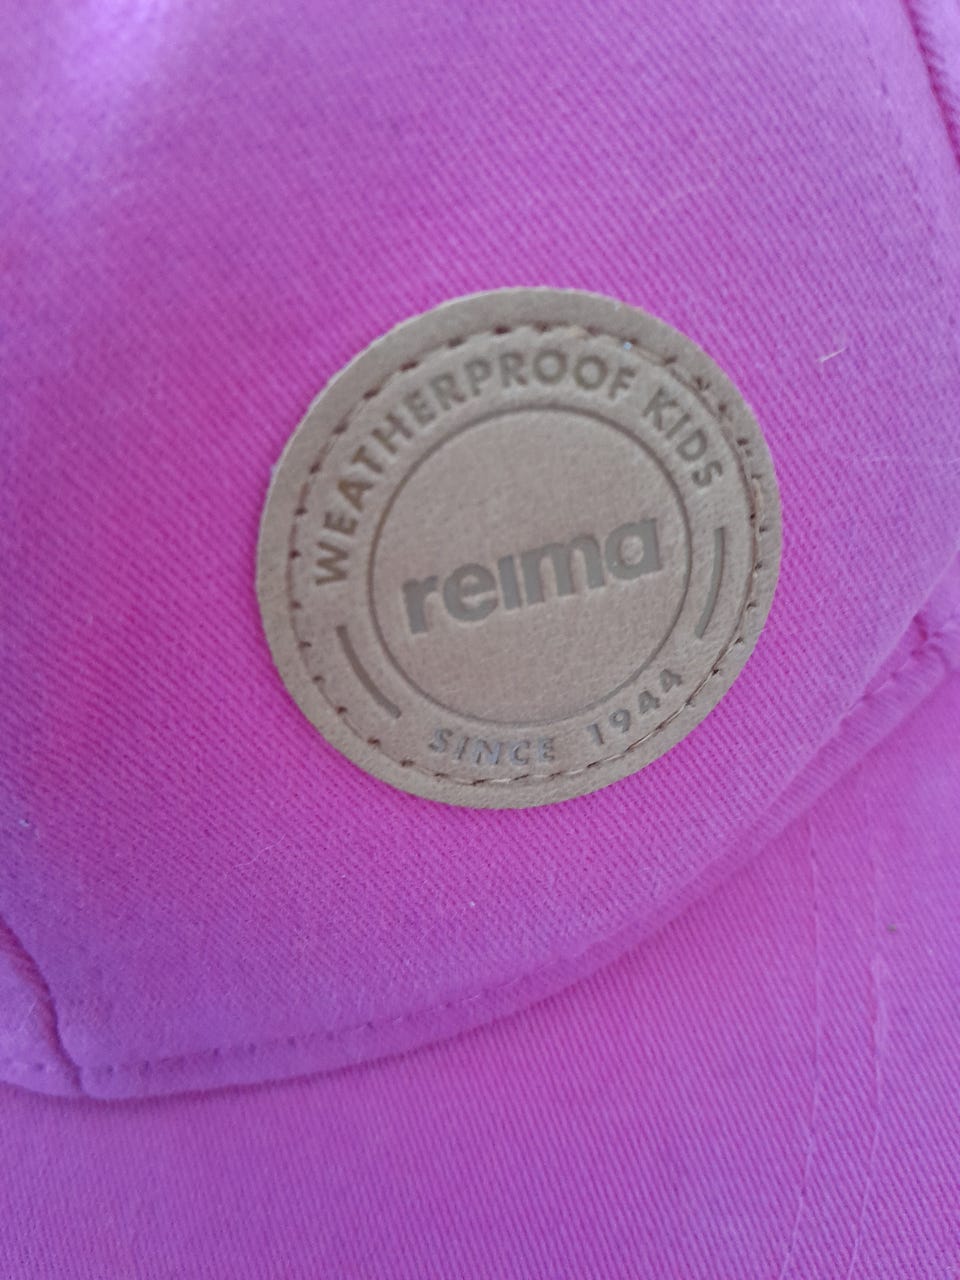 WEATHERPROOF KIDS
reima
SINCE 1944